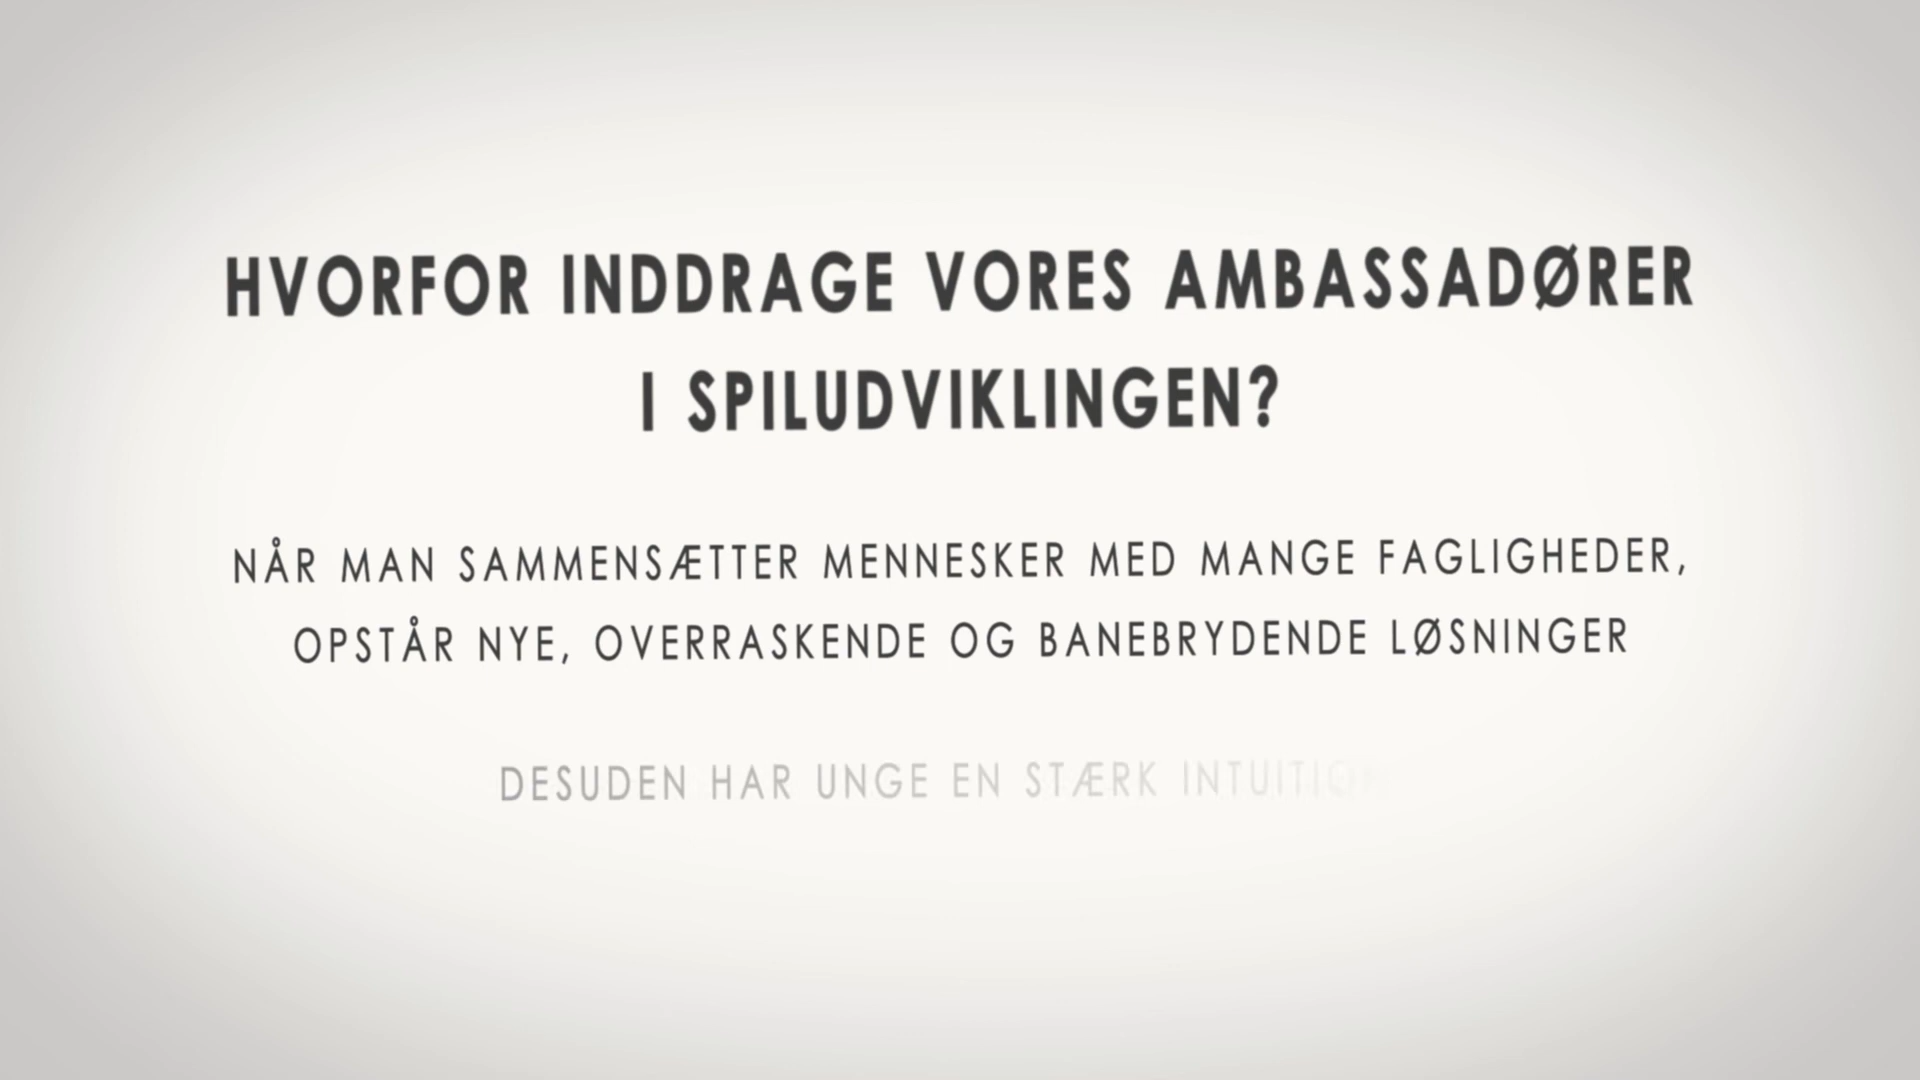 HVORFOR INDDRAGE VORES AMBASSADØRER
I SPILUDVIKLINGEN?
NÅR MAN SAMMENSÆTTER MENNESKER MED MANGE FAGLIGHEDER,
OPSTÅR NYE, OVERRASKENDE OG BANEBRYDENDE LØSNINGER
DESUDEN HAR UNGE EN STÆRK INTUITION